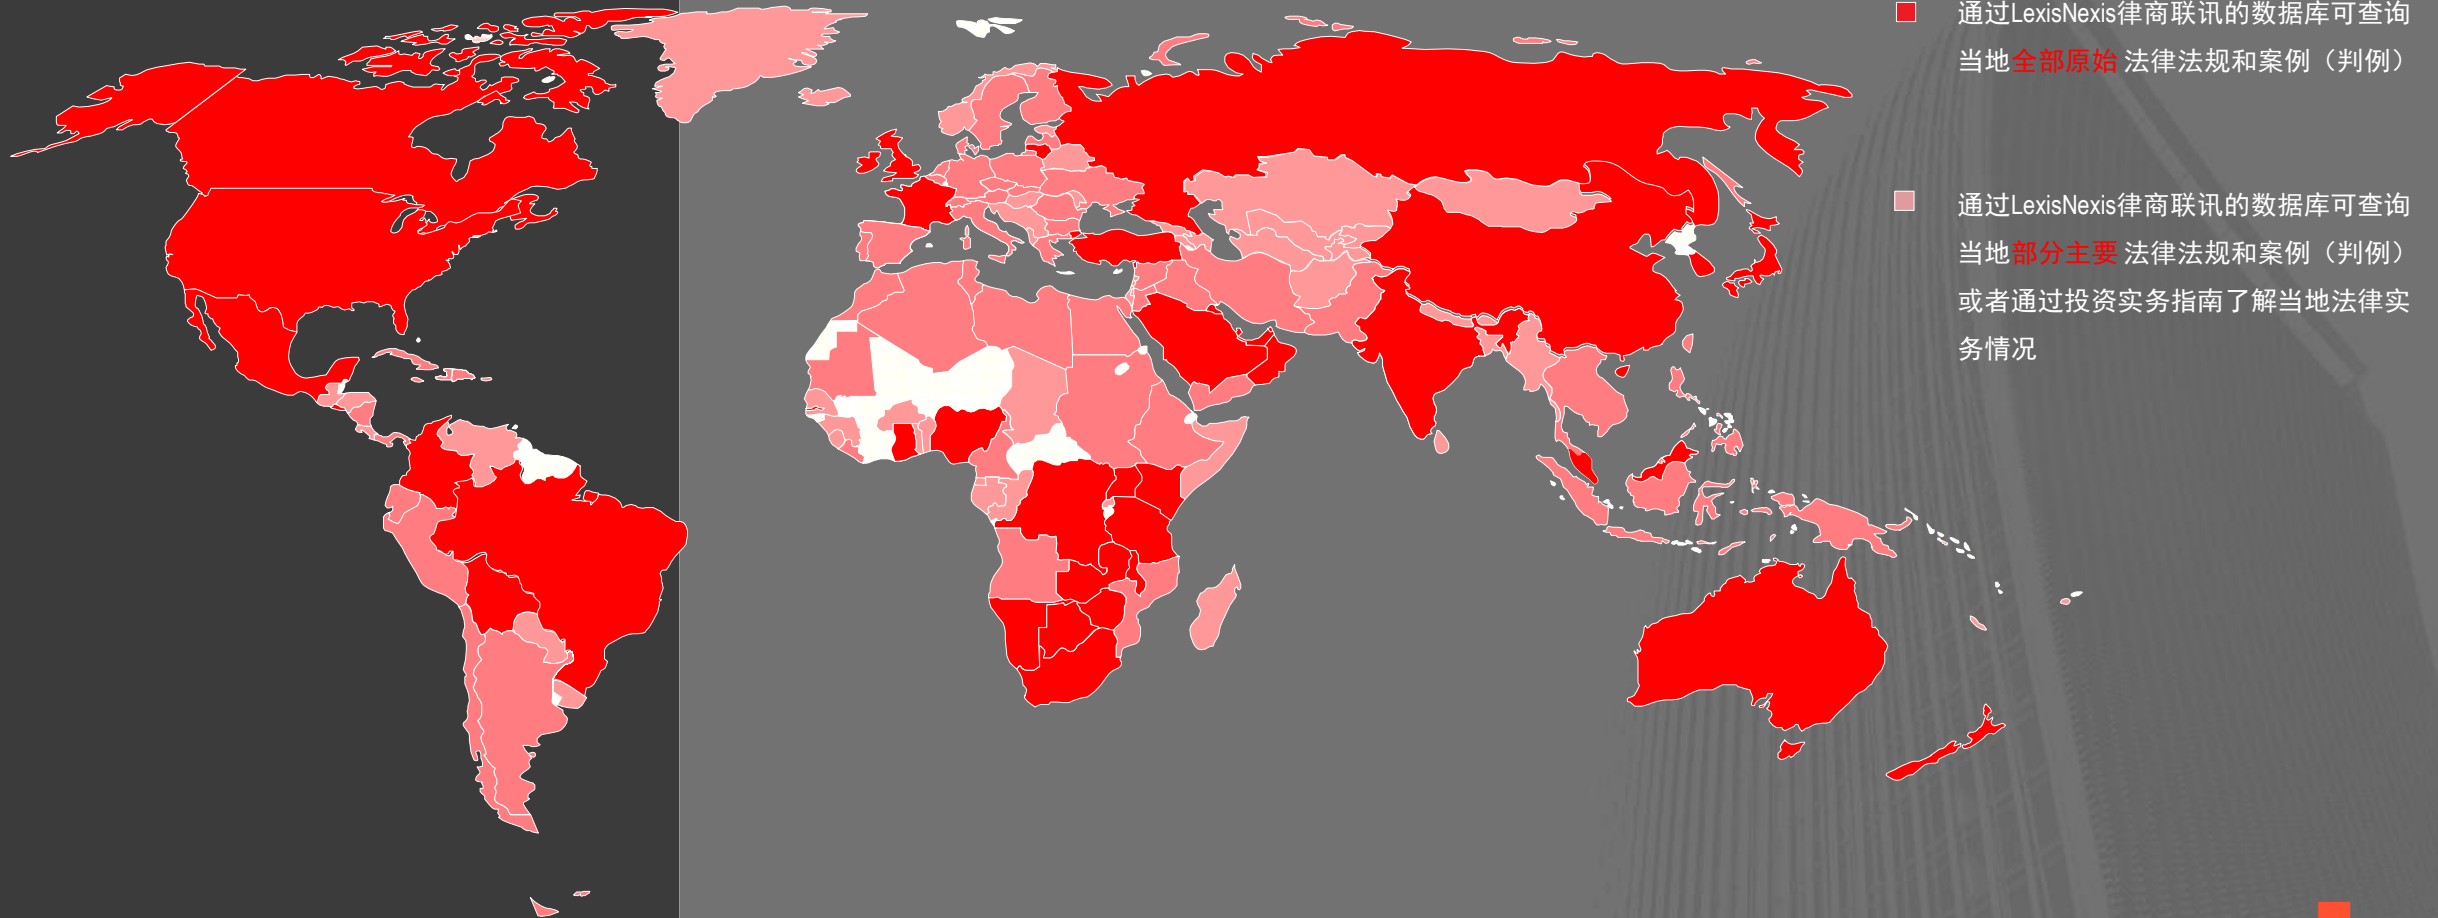 通过LexisNexis律商联讯的数据库可查询
当地全部原始 法律法规和案例（判例）
通过LexisNexis律商联讯的数据库可查询
当地部分主要 法律法规和案例（判例）
或者通过投资实务指南了解当地法律实
务情况